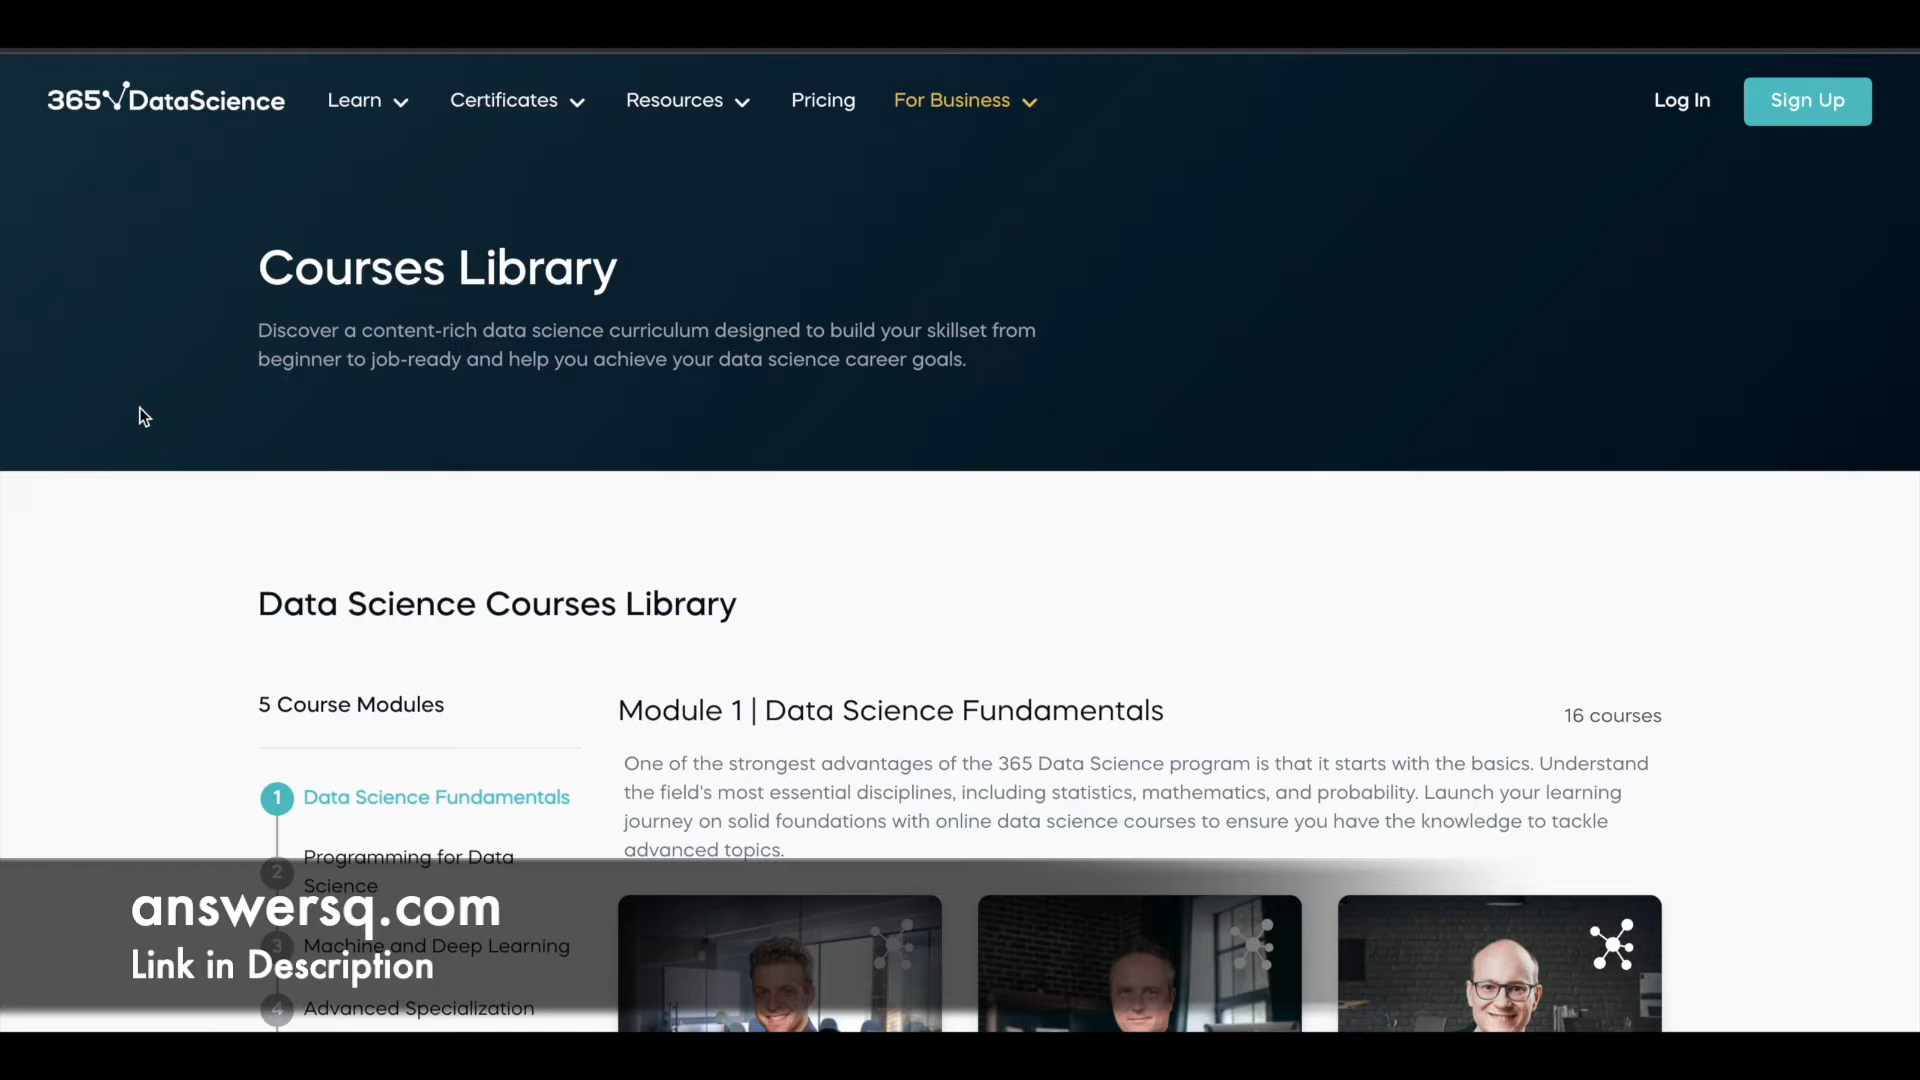 365 DataScience
Learn
Certificates
Resources
Pricing
For Business
Log In
Sign Up
Courses Library
Discover a content-rich data science curriculum designed to build your skillset from
beginner to job-ready and help you achieve your data science career goals.
Data Science Courses Library
5 Course Modules
1 Data Science Fundamentals
2 Programming for Data
Science
3 Machine and Deep Learning
4 Advanced Specialization
Module 1 | Data Science Fundamentals
16 courses
One of the strongest advantages of the 365 Data Science program is that it starts with the basics. Understand
the field's most essential disciplines, including statistics, mathematics, and probability. Launch your learning
journey on solid foundations with online data science courses to ensure you have the knowledge to tackle
advanced topics.
answersq.com
Link in Description